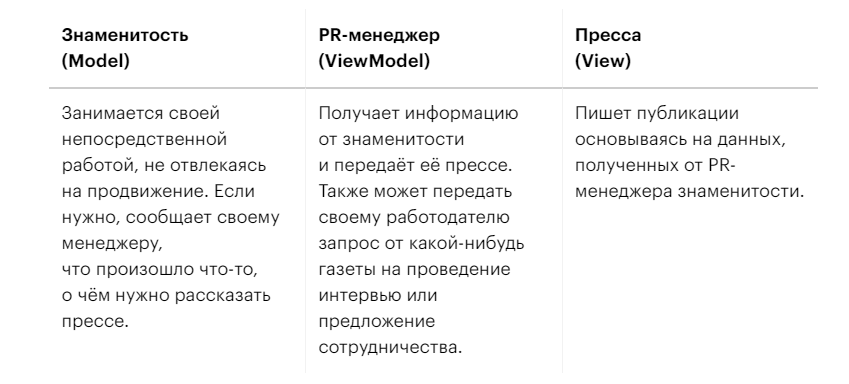 Знаменитость
(Model)
PR-менеджер
(ViewModel)
Пресса
(View)
Занимается своей
непосредственной
работой, не отвлекаясь
на продвижение. Если
нужно, сообщает своему
менеджеру,
что произошло что-то,
о чём нужно рассказать
прессе.
Получает информацию
от знаменитости
и передаёт её прессе.
Также может передать
своему работодателю
запрос от какой-нибудь
газеты на проведение
интервью или
предложение
сотрудничества.
Пишет публикации
основываясь на данных,
полученных от PR-
менеджера знаменитости.